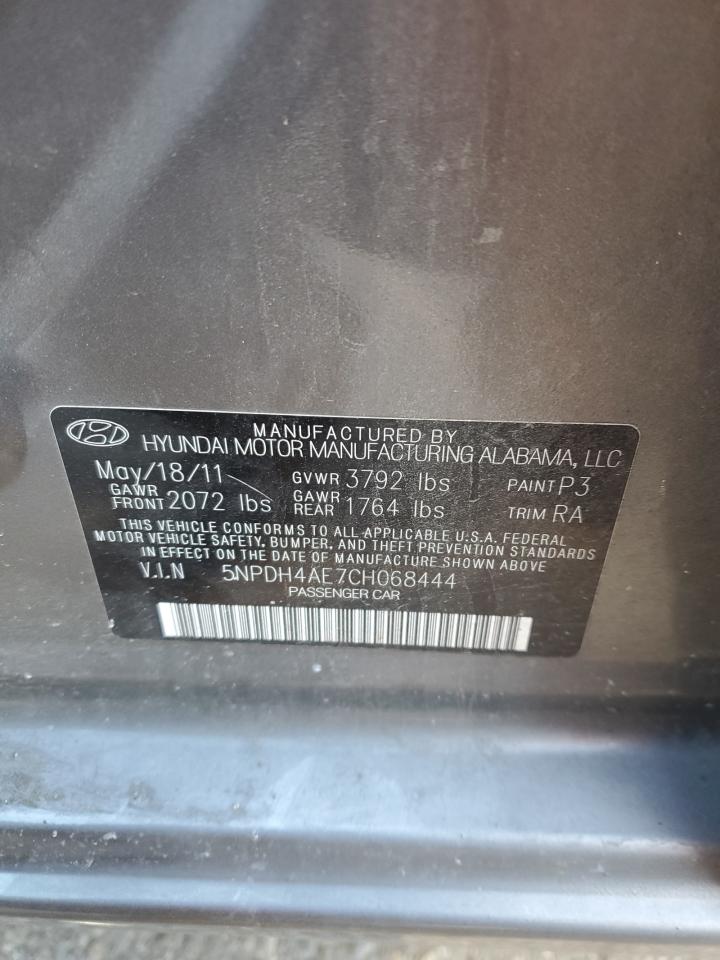 MANUFACTURED BY
HYUNDAI MOTOR MANUFACTURING ALABAMA, LLC
May/18/11 GVWR 3792 lbs PAINT P3
GAWR FRONT 2072 lbs GAWR REAR 1764 lbs TRIM RA
THIS VEHICLE CONFORMS TO ALL APPLICABLE U.S.A. FEDERAL
MOTOR VEHICLE SAFETY, BUMPER, AND THEFT PREVENTION STANDARDS
IN EFFECT ON THE DATE OF MANUFACTURE SHOWN ABOVE
V.I.N 5NPDH4AE7CH068444
PASSENGER CAR